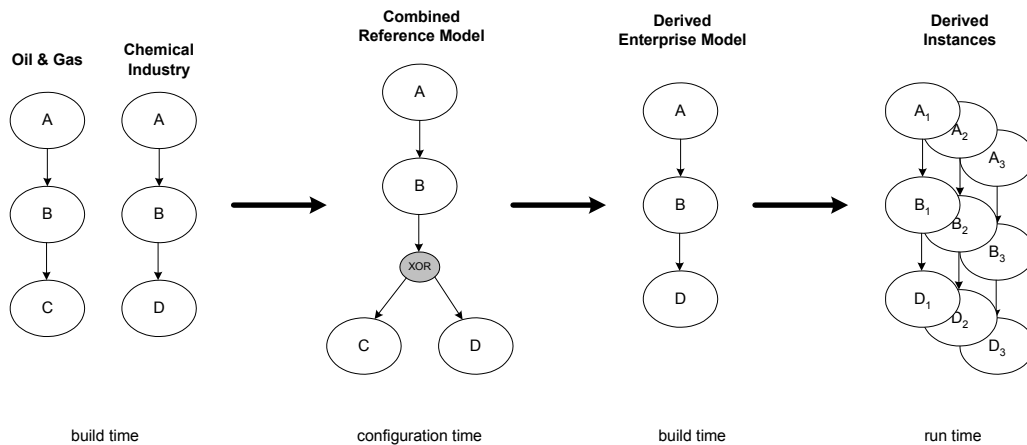 Oil & Gas
A
B
C
Chemical
Industry
A
B
D
Combined
Reference Model
A
B
XOR
C
D
Derived
Enterprise Model
A
B
D
Derived
Instances
A₁
A₂
A₃
B₁
B₂
B₃
D₁
D₂
D₃
build time
configuration time
build time
run time